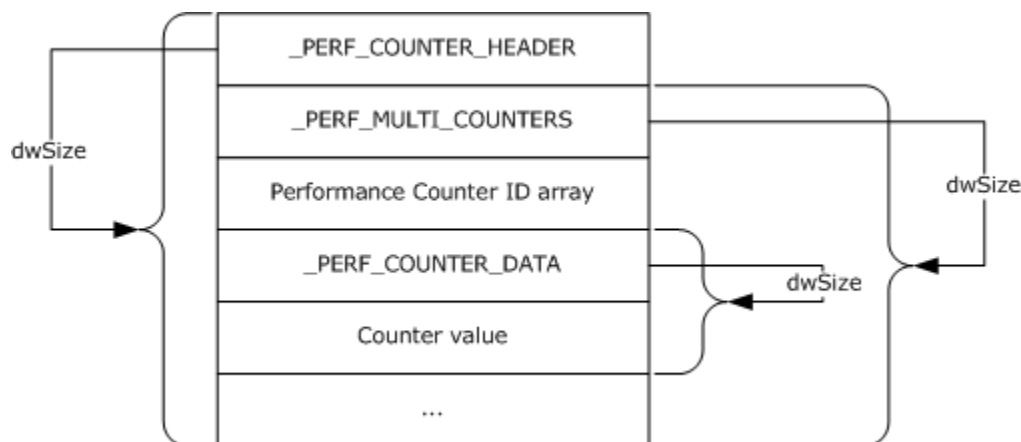 _PERF_COUNTER_HEADER
_PERF_MULTI_COUNTERS
dwSize
Performance Counter ID array
dwSize
_PERF_COUNTER_DATA
dwSize
Counter value
...